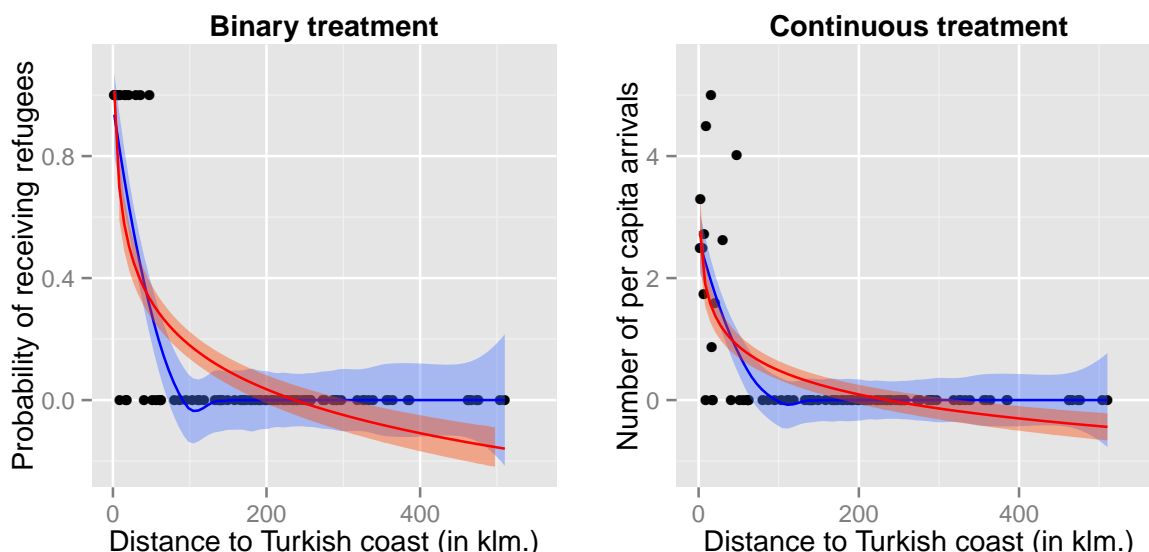 Binary treatment
Probability of receiving refugees
0.8
0.4
0.0
0
200
400
Distance to Turkish coast (in klm.)
Continuous treatment
Number of per capita arrivals
4
2
0
0
200
400
Distance to Turkish coast (in klm.)